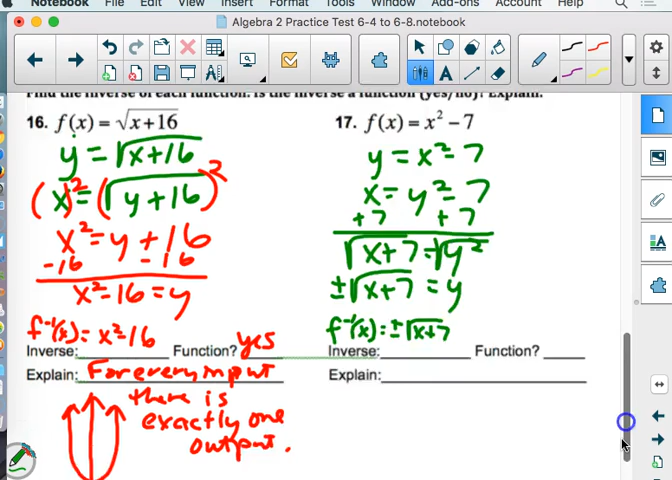 Notebook File Edit View Insert Format Tools Add-ons Window Account Help
Algebra 2 Practice Test 6-4 to 6-8.notebook
A
A
Find the inverse of each function. Is the inverse a function (yes/no)? Explain.
16. f(x) = √x+16
y = √x+16
(x)² = (√y+16)²
x² = y + 16
-16 -16
x²-16 = y
f⁻¹(x) = x²-16
Inverse: Function? yes
Explain: For every input
there is
exactly one
output.
17. f(x) = x² – 7
y = x² - 7
x = y² - 7
+7 +7
√x+7 = √y²
±√x+7 = y
f⁻¹(x) = ±√x+7
Inverse: Function?
Explain: